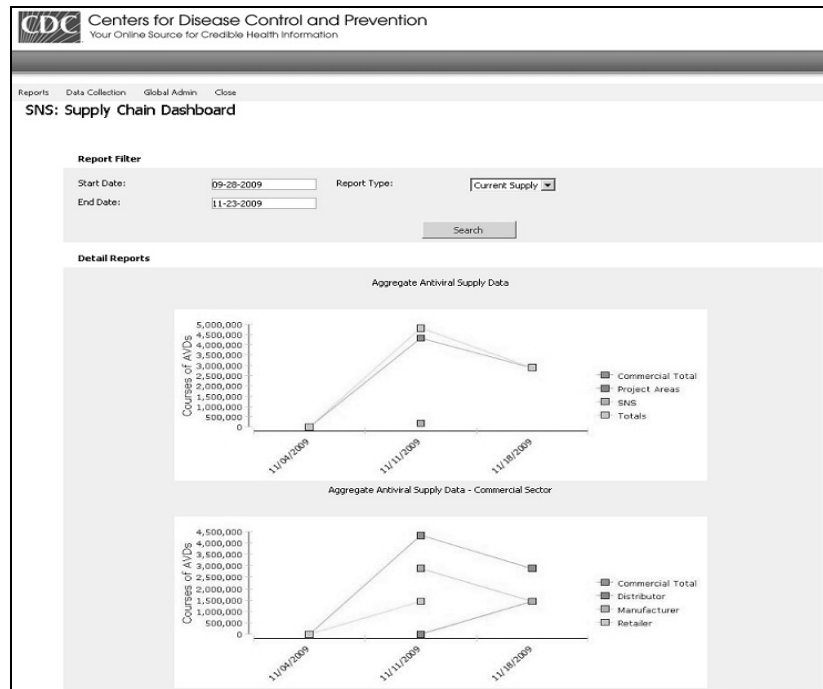 CDC Centers for Disease Control and Prevention
Your Online Source for Credible Health Information
Reports Data Collection Global Admin Close
SNS: Supply Chain Dashboard
Report Filter
Start Date: 09-28-2009 Report Type: Current Supply
End Date: 11-23-2009
Search
Detail Reports
Aggregate Antiviral Supply Data
Courses of AVDs
5,000,000
4,500,000
4,000,000
3,500,000
3,000,000
2,500,000
2,000,000
1,500,000
1,000,000
500,000
0
11/04/2009 11/11/2009 11/18/2009
Commercial Total
Project Areas
SNS
Totals
Aggregate Antiviral Supply Data - Commercial Sector
Courses of AVDs
4,500,000
4,000,000
3,500,000
3,000,000
2,500,000
2,000,000
1,500,000
1,000,000
500,000
0
11/04/2009 11/11/2009 11/18/2009
Commercial Total
Distributor
Manufacturer
Retailer